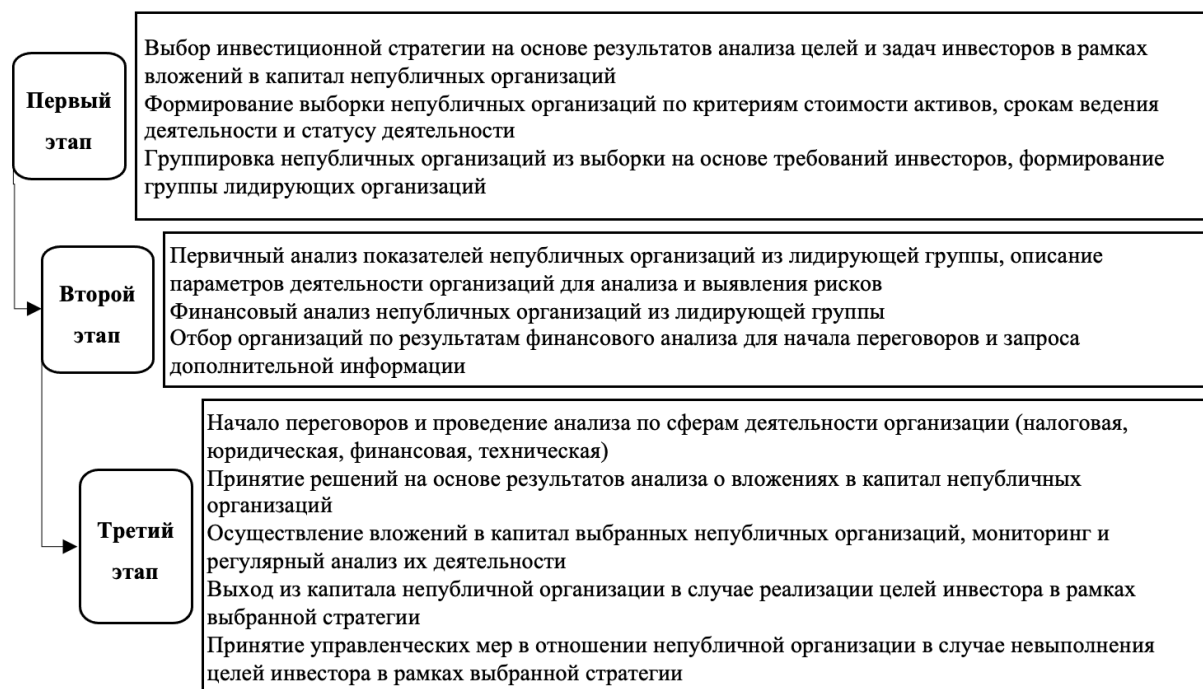 Выбор инвестиционной стратегии на основе результатов анализа целей и задач инвесторов в рамках
вложений в капитал непубличных организаций
Первый
этап
Формирование выборки непубличных организаций по критериям стоимости активов, срокам ведения
деятельности и статусу деятельности
Группировка непубличных организаций из выборки на основе требований инвесторов, формирование
группы лидирующих организаций
Второй
этап
Первичный анализ показателей непубличных организаций из лидирующей группы, описание
параметров деятельности организаций для анализа и выявления рисков
Финансовый анализ непубличных организаций из лидирующей группы
Отбор организаций по результатам финансового анализа для начала переговоров и запроса
дополнительной информации
Третий
этап
Начало переговоров и проведение анализа по сферам деятельности организации (налоговая,
юридическая, финансовая, техническая)
Принятие решений на основе результатов анализа о вложениях в капитал непубличных
организаций
Осуществление вложений в капитал выбранных непубличных организаций, мониторинг и
регулярный анализ их деятельности
Выход из капитала непубличной организации в случае реализации целей инвестора в рамках
выбранной стратегии
Принятие управленческих мер в отношении непубличной организации в случае невыполнения
целей инвестора в рамках выбранной стратегии